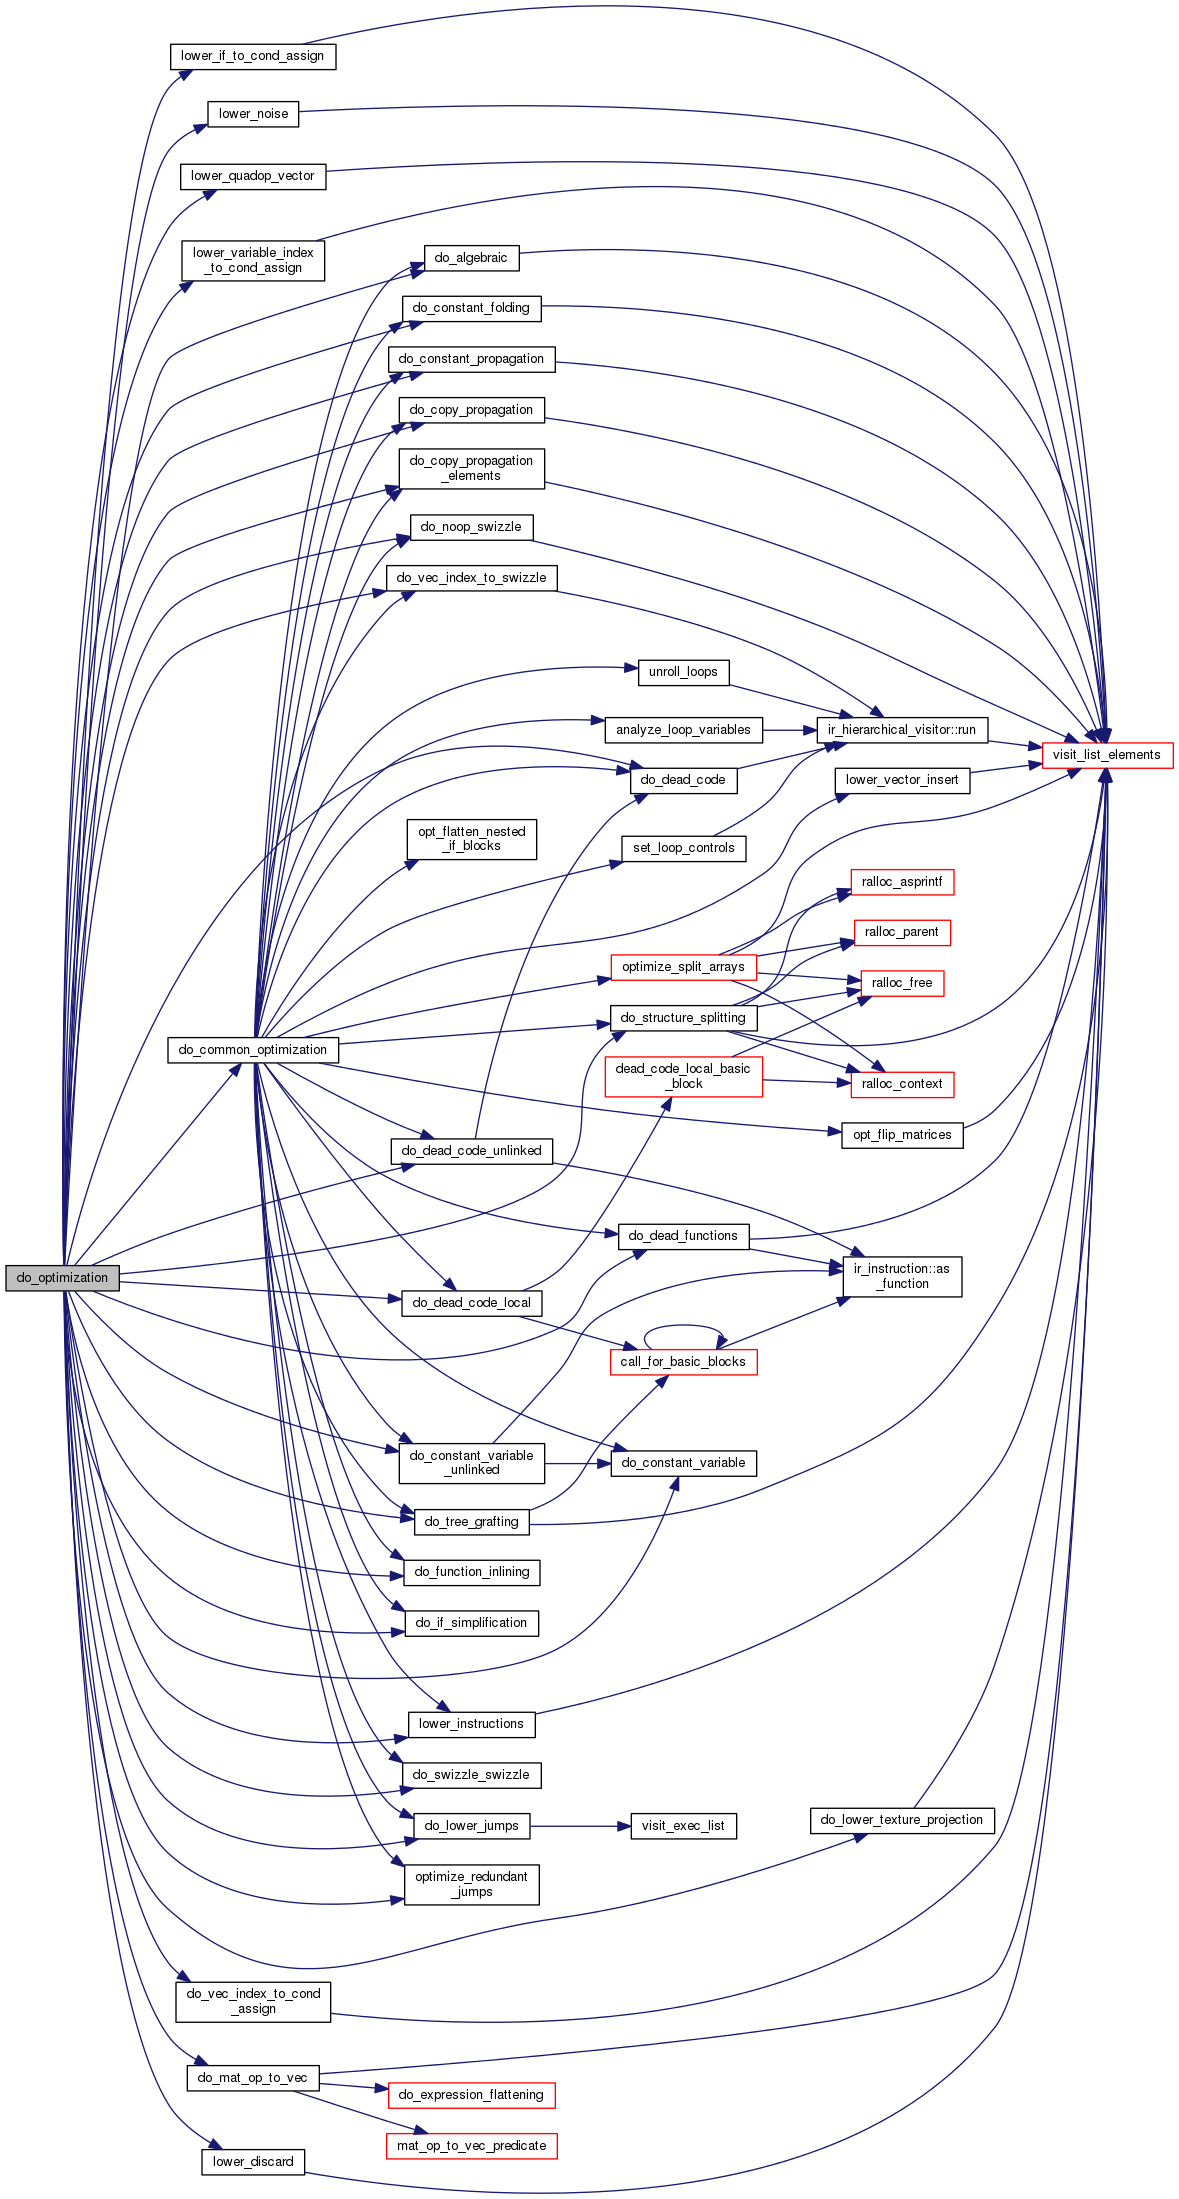 lower_if_to_cond_assign
lower_noise
lower_quadop_vector
lower_variable_index
_to_cond_assign
do_algebraic
do_constant_folding
do_constant_propagation
do_copy_propagation
do_copy_propagation
_elements
do_noop_swizzle
do_vec_index_to_swizzle
unroll_loops
analyze_loop_variables
ir_hierarchical_visitor::run
visit_list_elements
do_dead_code
lower_vector_insert
opt_flatten_nested
_if_blocks
set_loop_controls
ralloc_asprintf
ralloc_parent
optimize_split_arrays
ralloc_free
do_structure_splitting
do_common_optimization
dead_code_local_basic
_block
ralloc_context
opt_flip_matrices
do_dead_code_unlinked
do_dead_functions
do_optimization
ir_instruction::as
_function
do_dead_code_local
call_for_basic_blocks
do_constant_variable
_unlinked
do_constant_variable
do_tree_grafting
do_function_inlining
do_if_simplification
lower_instructions
do_swizzle_swizzle
do_lower_texture_projection
do_lower_jumps
visit_exec_list
optimize_redundant
_jumps
do_vec_index_to_cond
_assign
do_mat_op_to_vec
do_expression_flattening
mat_op_to_vec_predicate
lower_discard